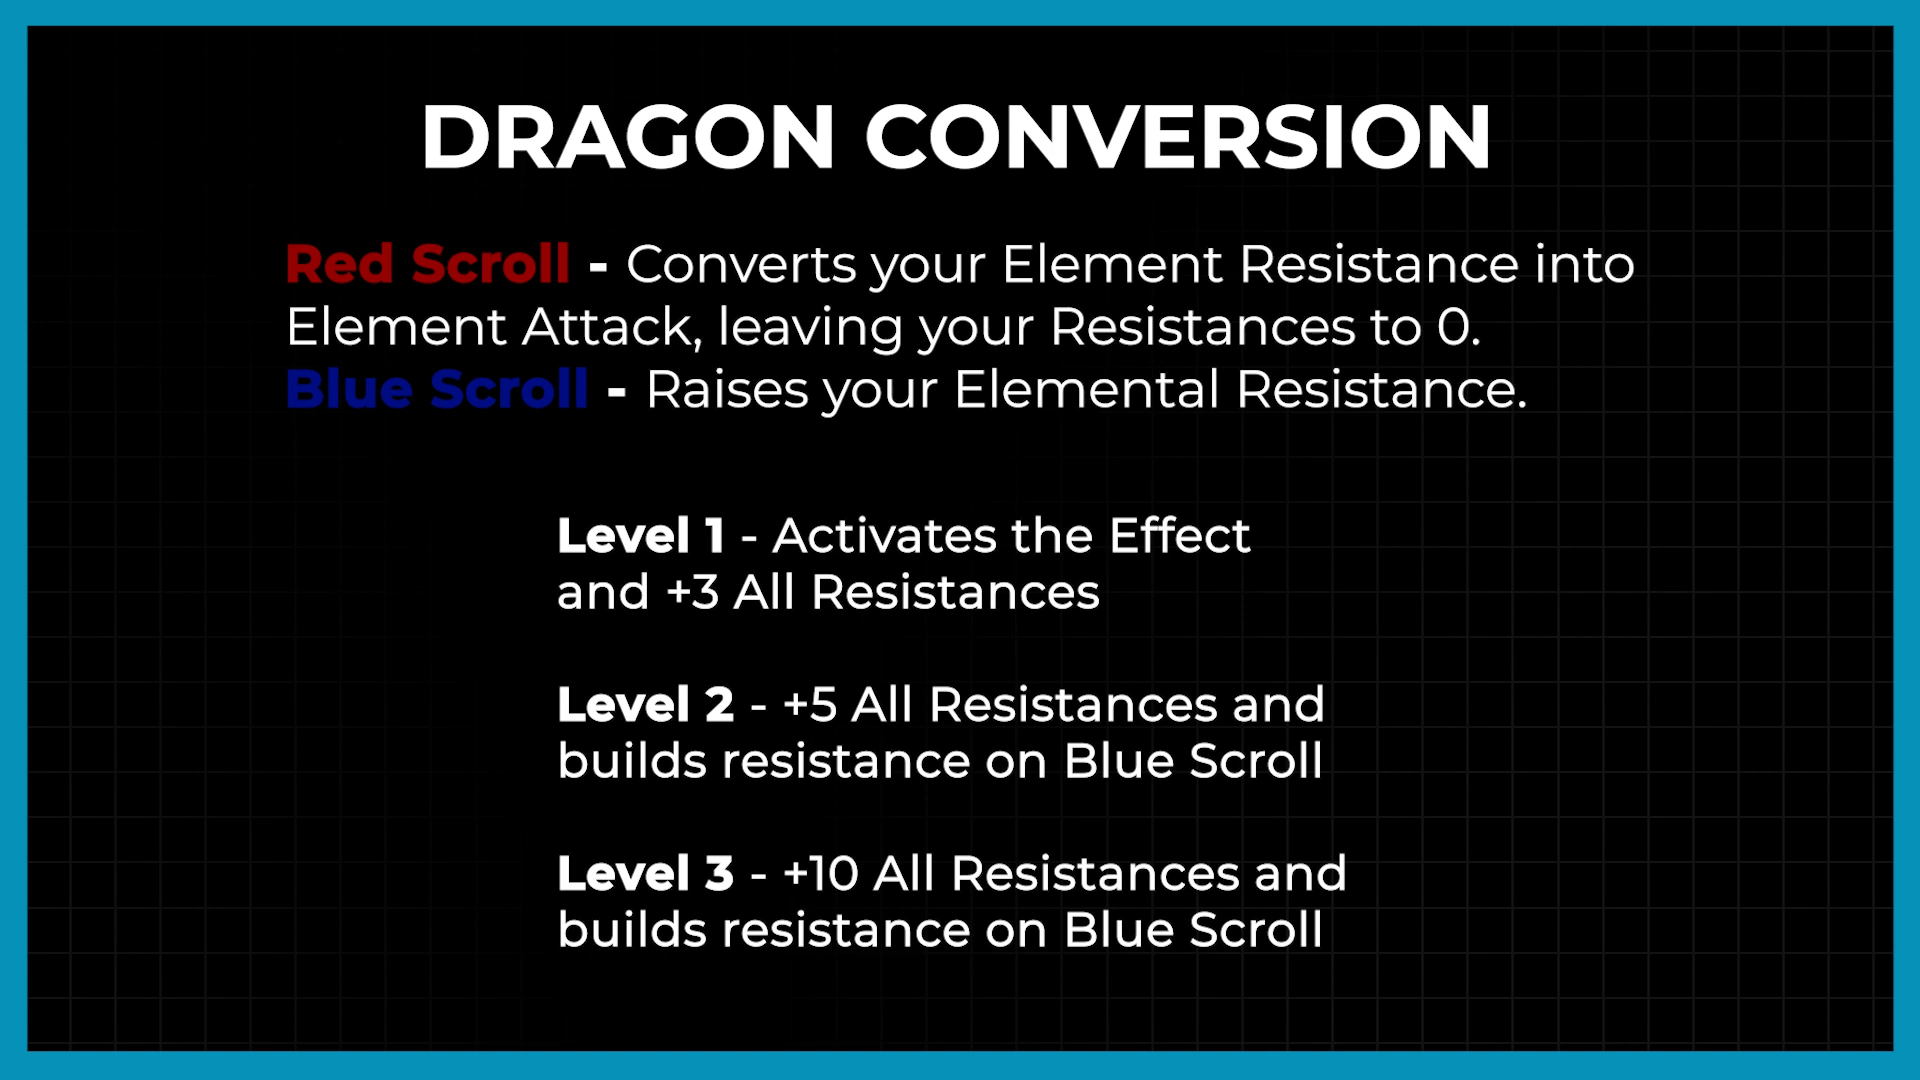 DRAGON CONVERSION
Red Scroll - Converts your Element Resistance into
Element Attack, leaving your Resistances to 0.
Blue Scroll - Raises your Elemental Resistance.
Level 1 - Activates the Effect
and +3 All Resistances
Level 2 - +5 All Resistances and
builds resistance on Blue Scroll
Level 3 - +10 All Resistances and
builds resistance on Blue Scroll